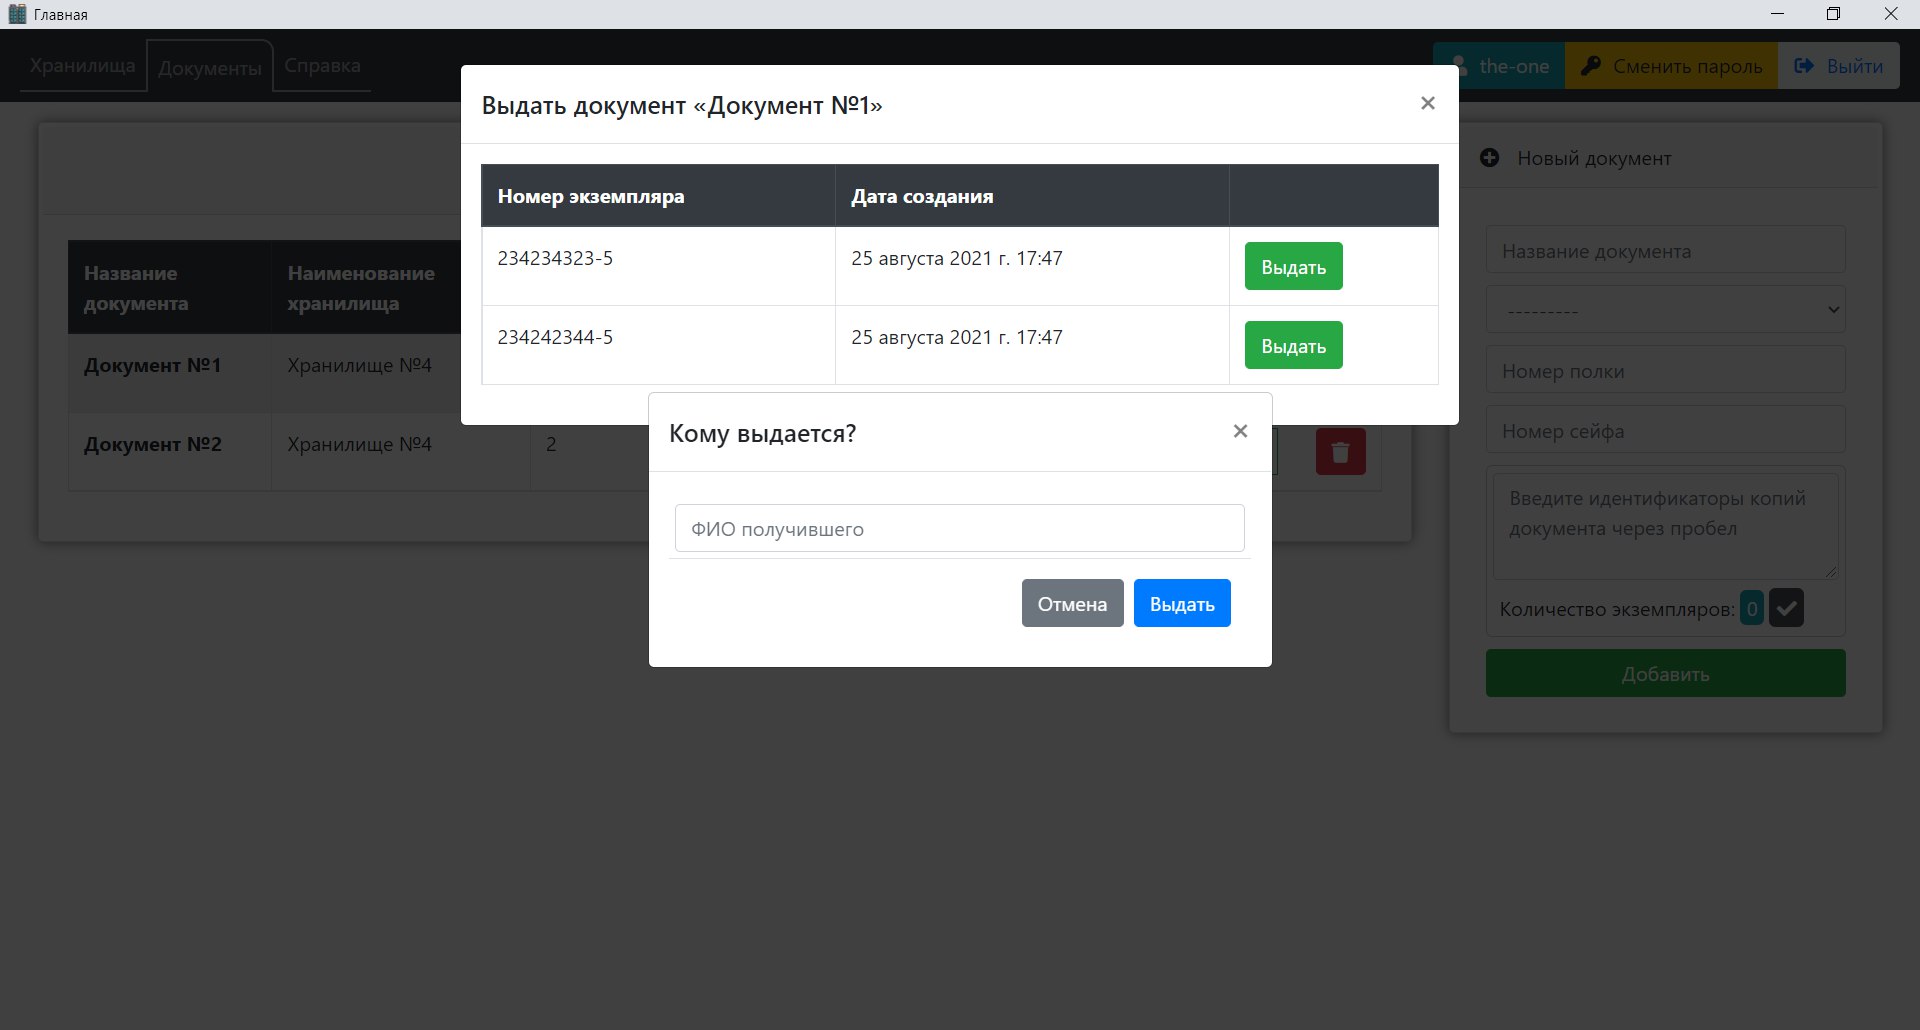 Главная
Хранилища
Документы
Справка
the-one
Сменить пароль
Выйти
Выдать документ «Документ №1»
×
Номер экземпляра
Дата создания
234234323-5
25 августа 2021 г. 17:47
Выдать
234242344-5
25 августа 2021 г. 17:47
Выдать
Название
документа
Наименование
хранилища
Документ №1
Хранилище №4
Документ №2
Хранилище №4
2
Кому выдается?
×
ФИО получившего
Отмена
Выдать
Новый документ
Название документа
---------
Номер полки
Номер сейфа
Введите идентификаторы копий
документа через пробел
Количество экземпляров: 0
Добавить